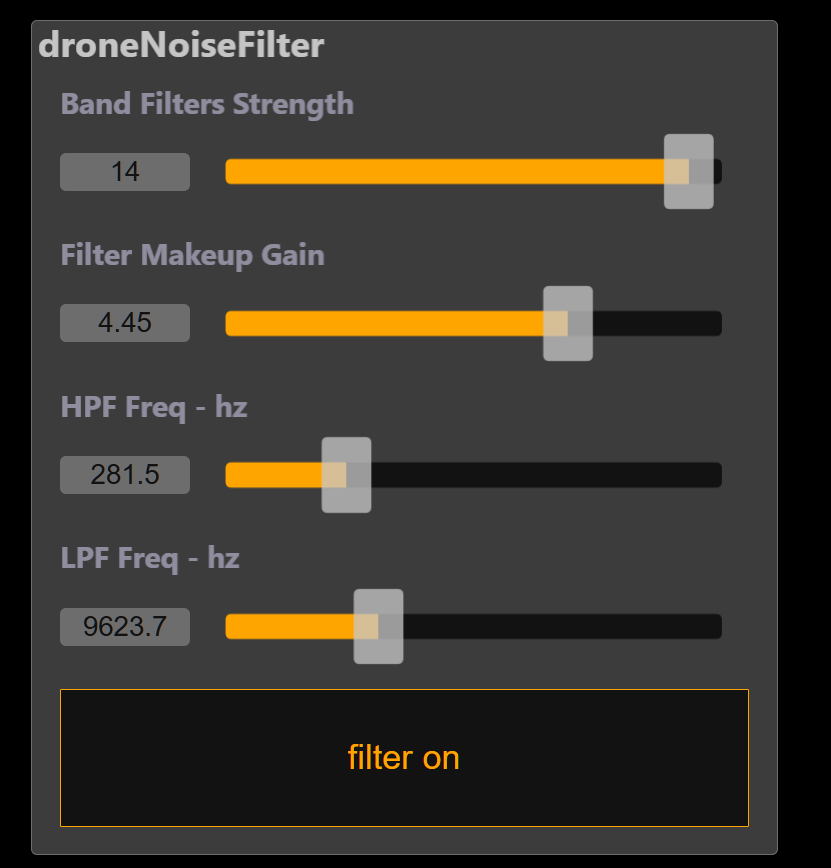 droneNoiseFilter
Band Filters Strength
14
Filter Makeup Gain
4.45
HPF Freq - hz
281.5
LPF Freq - hz
9623.7
filter on